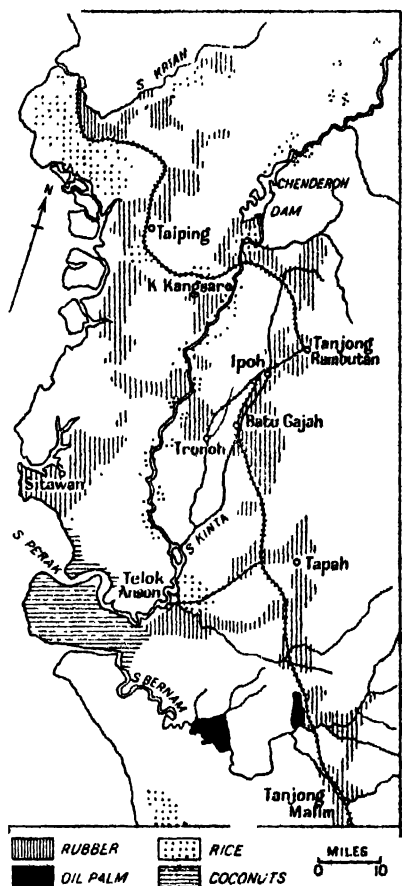 S KRIAN
CHENDEROH
DAM
N
Taiping
K Kangsar
Tanjong
Rambutan
Ipoh
Batu Gajah
Tronoh
Sitawan
S KINTA
S PERAK
Tapah
Telok
Anson
S BERNAM
Tanjong
Malim
RUBBER
RICE
MILES
OIL PALM
COCONUTS
0 10